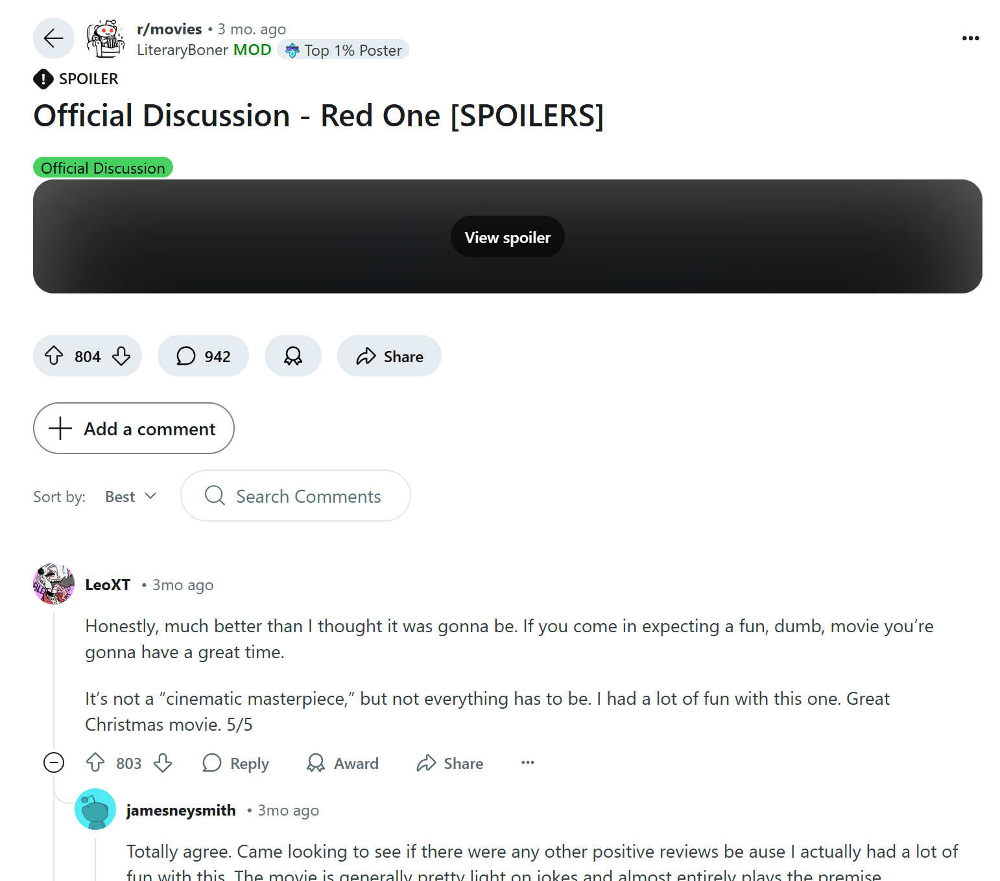 r/movies • 3 mo. ago
LiteraryBoner MOD Top 1% Poster
SPOILER
Official Discussion - Red One [SPOILERS]
Official Discussion
View spoiler
804 942 Share
Add a comment
Sort by: Best Search Comments
LeoXT • 3mo ago
Honestly, much better than I thought it was gonna be. If you come in expecting a fun, dumb, movie you’re
gonna have a great time.
It’s not a “cinematic masterpiece,” but not everything has to be. I had a lot of fun with this one. Great
Christmas movie. 5/5
803 Reply Award Share
jamesneysmith • 3mo ago
Totally agree. Came looking to see if there were any other positive reviews be ause I actually had a lot of
fun with this. The movie is generally pretty light on jokes and almost entirely plays the premise